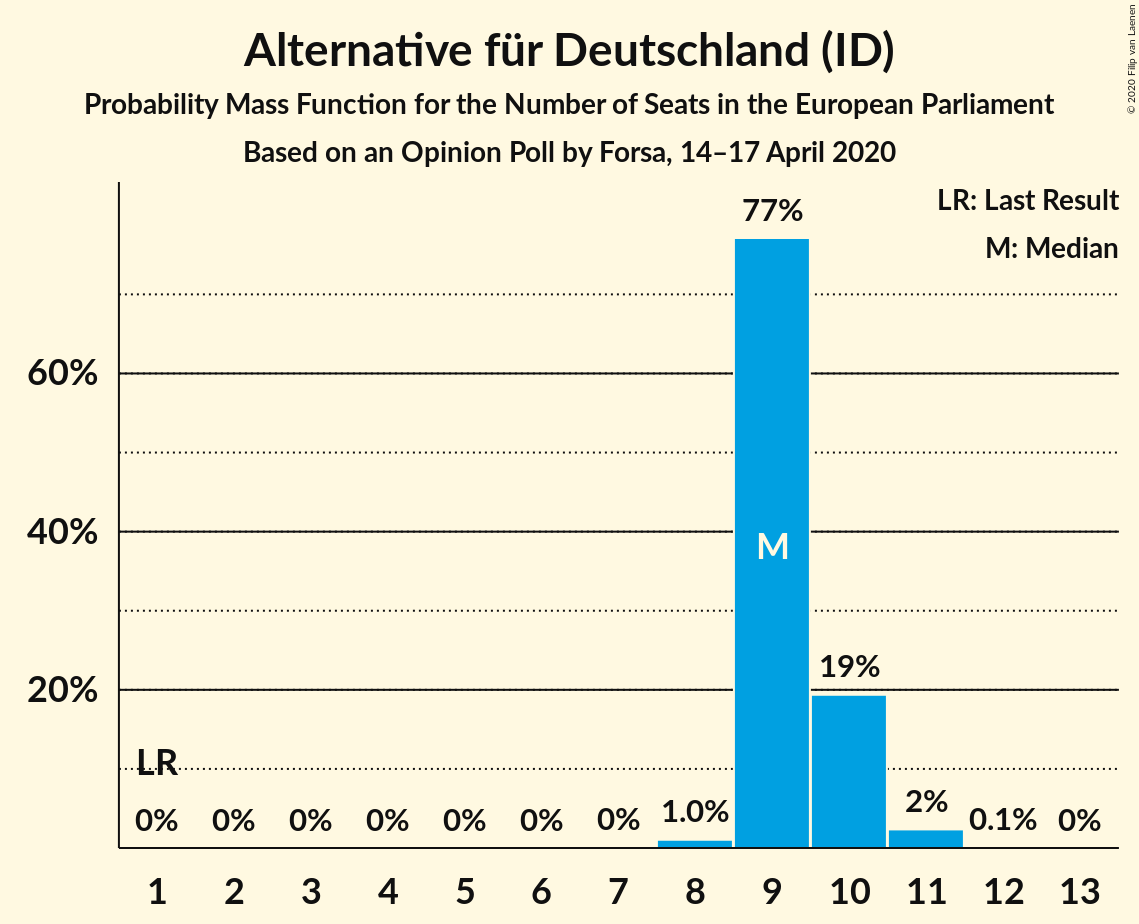 Alternative für Deutschland (ID)
Probability Mass Function for the Number of Seats in the European Parliament
Based on an Opinion Poll by Forsa, 14–17 April 2020
© 2020 Filip van Laenen
LR: Last Result
M: Median
77%
60%
40%
M
20%
19%
LR
0% 0% 0% 0% 0% 0% 0% 1.0% 2% 0.1% 0%
1 2 3 4 5 6 7 8 9 10 11 12 13